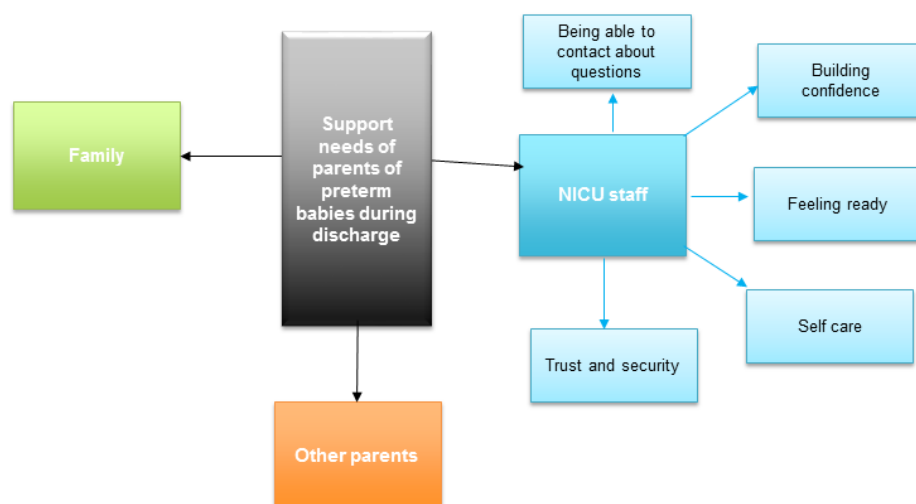 Being able to
contact about
questions
Building
confidence
Support
needs of
parents of
preterm
babies during
discharge
Family
NICU staff
Feeling ready
Self care
Trust and security
Other parents